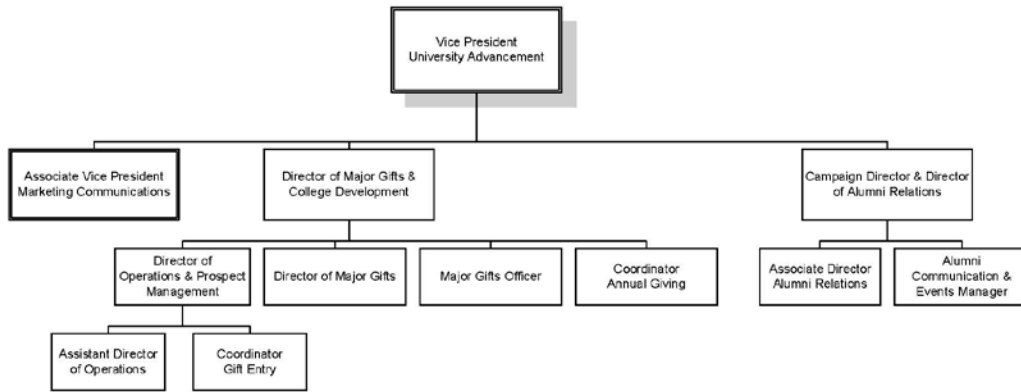 Vice President
University Advancement
Associate Vice President
Marketing Communications
Director of Major Gifts &
College Development
Campaign Director & Director
of Alumni Relations
Director of
Operations & Prospect
Management
Director of Major Gifts
Major Gifts Officer
Coordinator
Annual Giving
Associate Director
Alumni Relations
Alumni
Communication &
Events Manager
Assistant Director
of Operations
Coordinator
Gift Entry